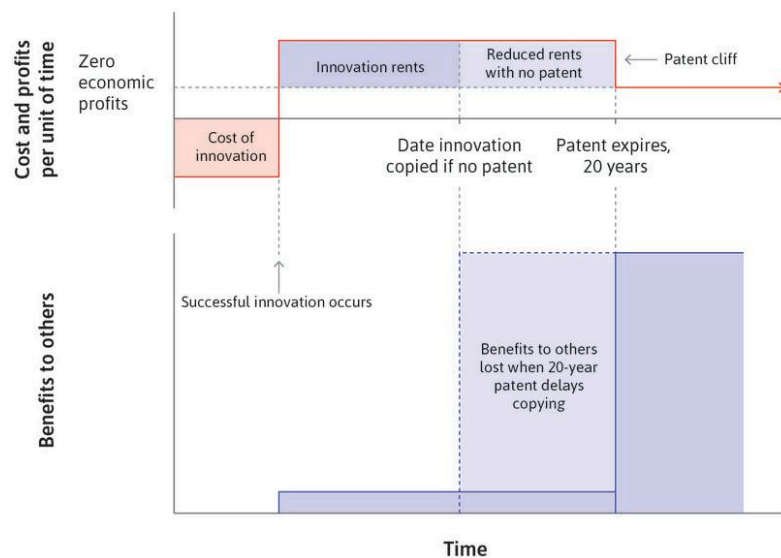 Cost and profits
per unit of time
Zero
economic
profits
Innovation rents
Reduced rents
with no patent
Patent cliff
Cost of
innovation
Date innovation
copied if no patent
Patent expires,
20 years
Benefits to others
Successful innovation occurs
Benefits to others
lost when 20-year
patent delays
copying
Time